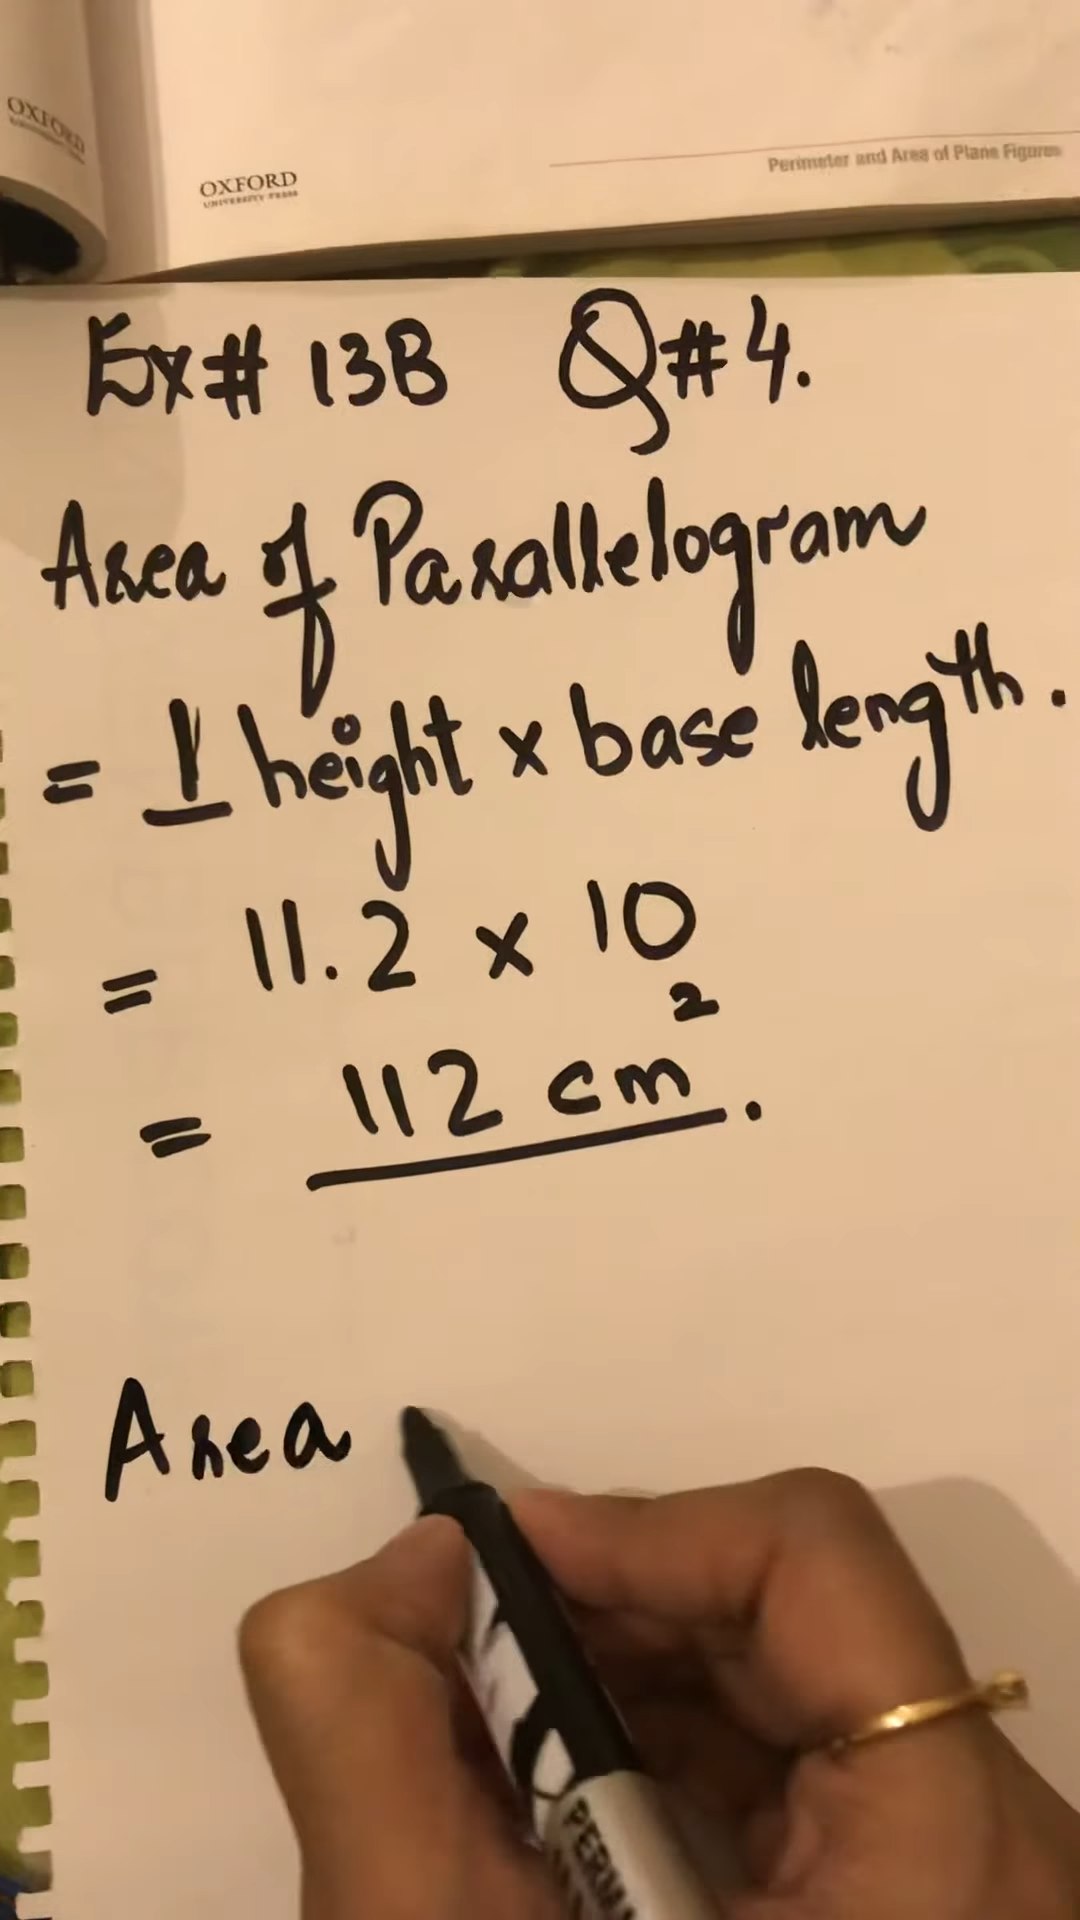 OXFORD
OXFORD
UNIVERSITY PRESS
Perimeter and Area of Plane Figures
Ex# 13B Q#4.
Area of Parallelogram
= 1 height × base length.
= 11.2 × 10
= 112 cm².
Area
PERMA